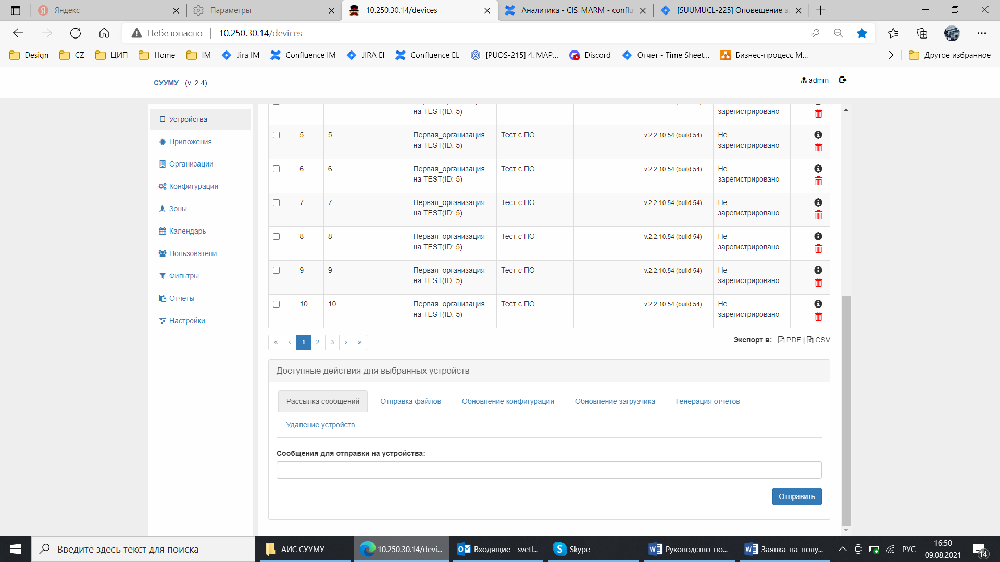 Яндекс
Параметры
10.250.30.14/devices
Аналитика - CIS_MARM - conflu
[SUUMUCL-225] Оповещение а
Небезопасно
10.250.30.14/devices
Design
CZ
ЦИП
Home
IM
Jira IM
Confluence IM
JIRA EI
Confluence EL
[PUOS-215] 4. МАР...
Discord
Отчет - Time Sheet...
Бизнес-процесс М...
Другое избранное
СУУМУ (v. 2.4)
admin
Устройства
Приложения
Организации
Конфигурации
Зоны
Календарь
Пользователи
Фильтры
Отчеты
Настройки
на TEST(ID: 5)
зарегистрировано
5 5 Первая_организация Тест с ПО v.2.2.10.54 (build 54) Не
на TEST(ID: 5) зарегистрировано
6 6 Первая_организация Тест с ПО v.2.2.10.54 (build 54) Не
на TEST(ID: 5) зарегистрировано
7 7 Первая_организация Тест с ПО v.2.2.10.54 (build 54) Не
на TEST(ID: 5) зарегистрировано
8 8 Первая_организация Тест с ПО v.2.2.10.54 (build 54) Не
на TEST(ID: 5) зарегистрировано
9 9 Первая_организация Тест с ПО v.2.2.10.54 (build 54) Не
на TEST(ID: 5) зарегистрировано
10 10 Первая_организация Тест с ПО v.2.2.10.54 (build 54) Не
на TEST(ID: 5) зарегистрировано
« ‹ 1 2 3 › »
Экспорт в: PDF | CSV
Доступные действия для выбранных устройств
Рассылка сообщений
Отправка файлов
Обновление конфигурации
Обновление загрузчика
Генерация отчетов
Удаление устройств
Сообщения для отправки на устройства:
Отправить
Введите здесь текст для поиска
АИС СУУМУ
10.250.30.14/devi...
Входящие - svetl...
Skype
Руководство_по...
Заявка_на_полу...
РУС
16:50
09.08.2021
14